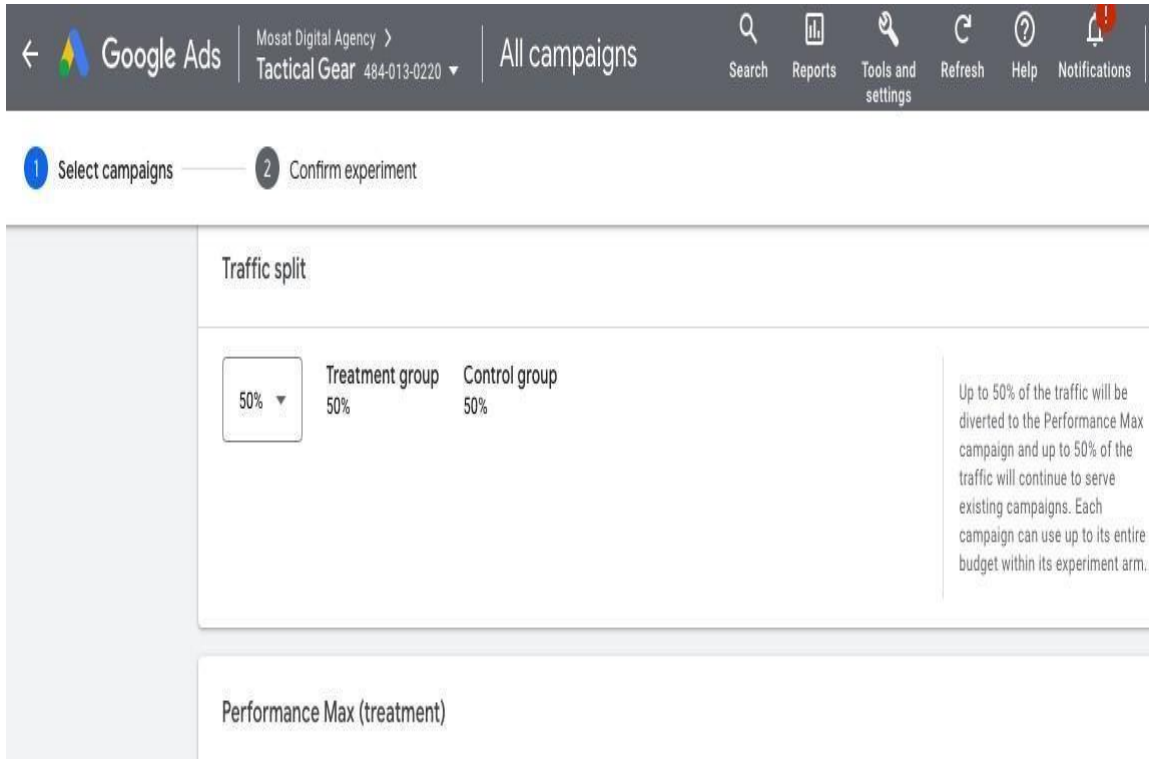 Google Ads
Mosat Digital Agency >
Tactical Gear 484-013-0220
All campaigns
Search
Reports
Tools and
settings
Refresh
Help
!
Notifications
1 Select campaigns
2 Confirm experiment
Traffic split
50%
Treatment group
50%
Control group
50%
Up to 50% of the traffic will be
diverted to the Performance Max
campaign and up to 50% of the
traffic will continue to serve
existing campaigns. Each
campaign can use up to its entire
budget within its experiment arm.
Performance Max (treatment)